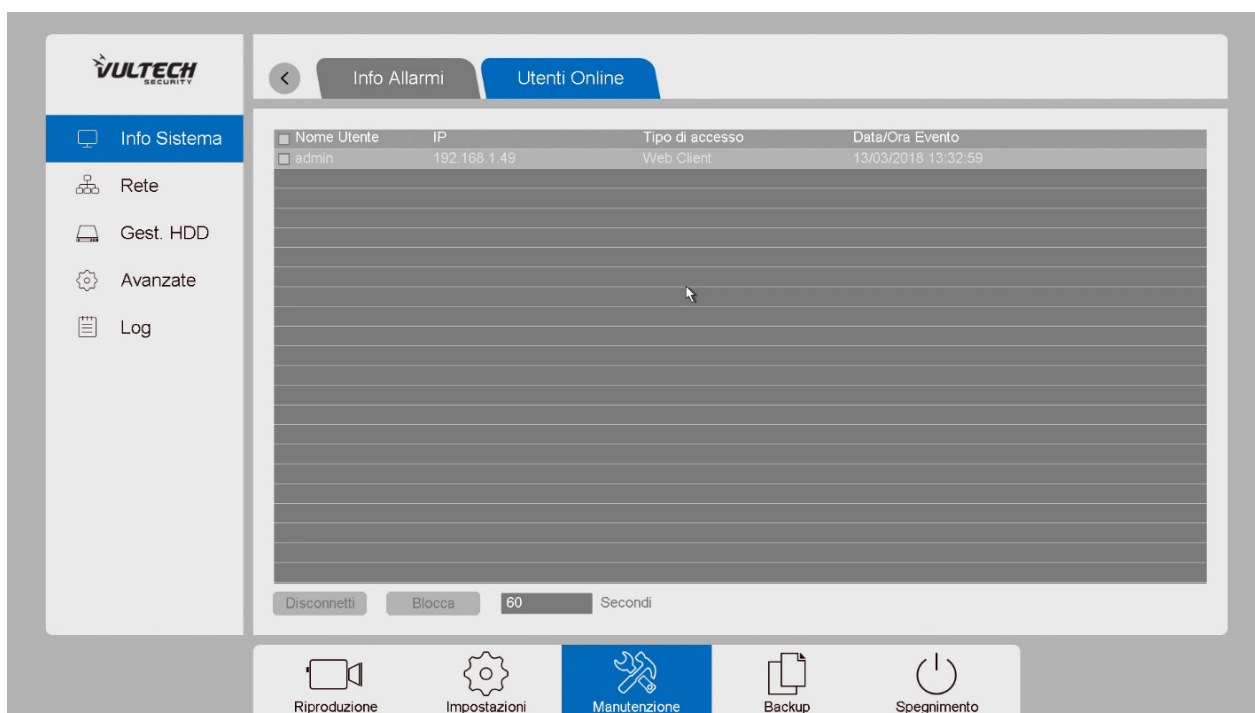 VULTECH
SECURITY
Info Allarmi
Utenti Online
Info Sistema
Rete
Gest. HDD
Avanzate
Log
Nome Utente IP Tipo di accesso Data/Ora Evento
admin 192.168.1.49 Web Client 13/03/2018 13:32:59
Disconnetti Blocca 60 Secondi
Riproduzione Impostazioni Manutenzione Backup Spegnimento